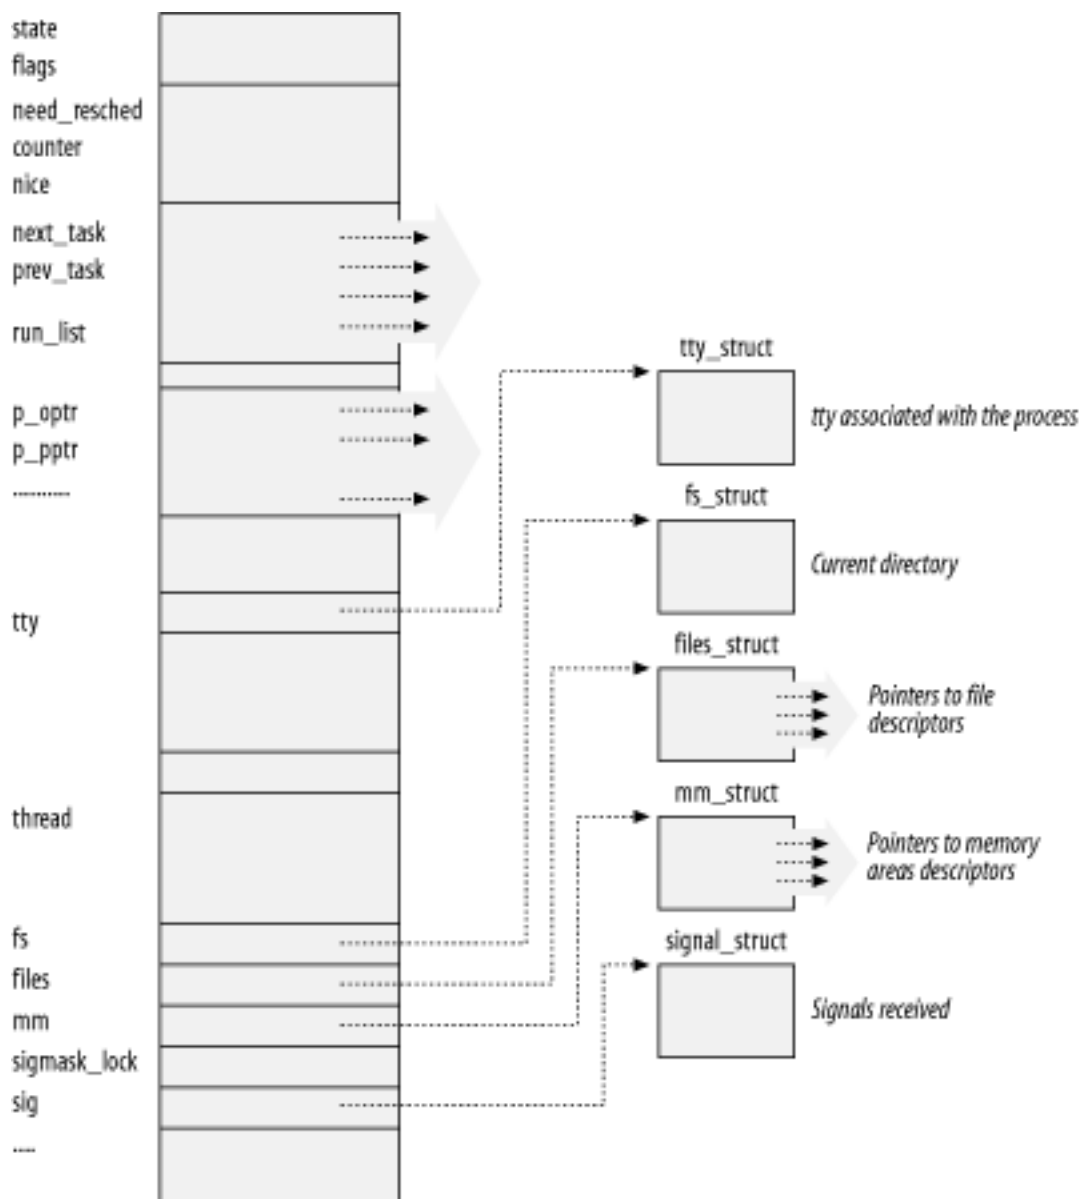 state
flags
need_resched
counter
nice
next_task
prev_task
run_list
p_optr
p_pptr
...........
tty
thread
fs
files
mm
sigmask_lock
sig
.....
tty_struct
tty associated with the process
fs_struct
Current directory
files_struct
Pointers to file
descriptors
mm_struct
Pointers to memory
areas descriptors
signal_struct
Signals received